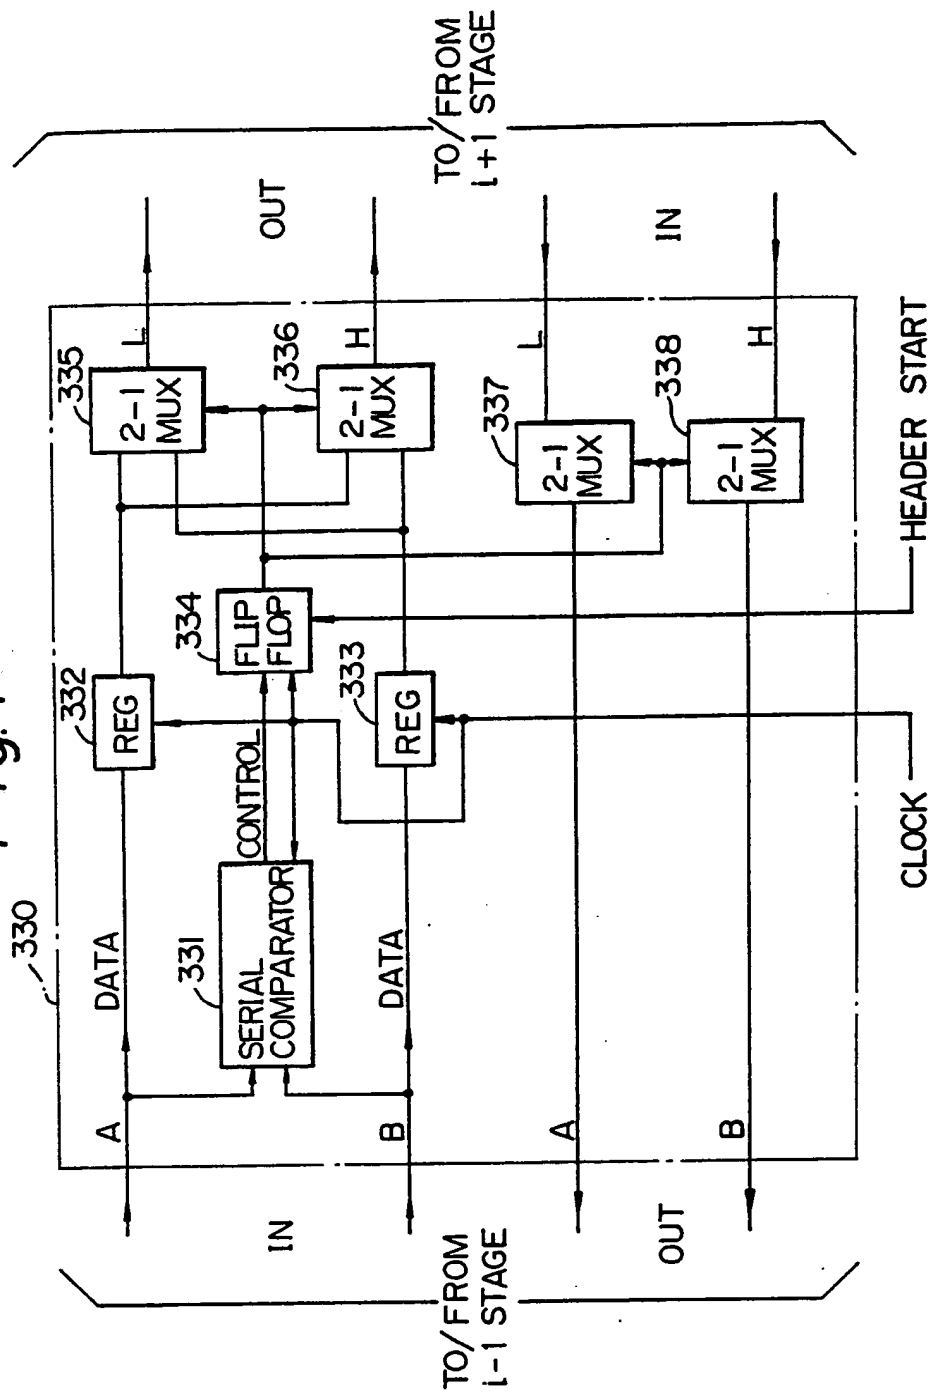 330
TO/FROM
i-1 STAGE
IN
OUT
A
DATA
B
DATA
A
B
331
SERIAL
COMPARATOR
CONTROL
332
REG
333
REG
334
FLIP
FLOP
335
2-1
MUX
336
2-1
MUX
337
2-1
MUX
338
2-1
MUX
L
H
L
H
OUT
IN
TO/FROM
i+1 STAGE
CLOCK
HEADER START